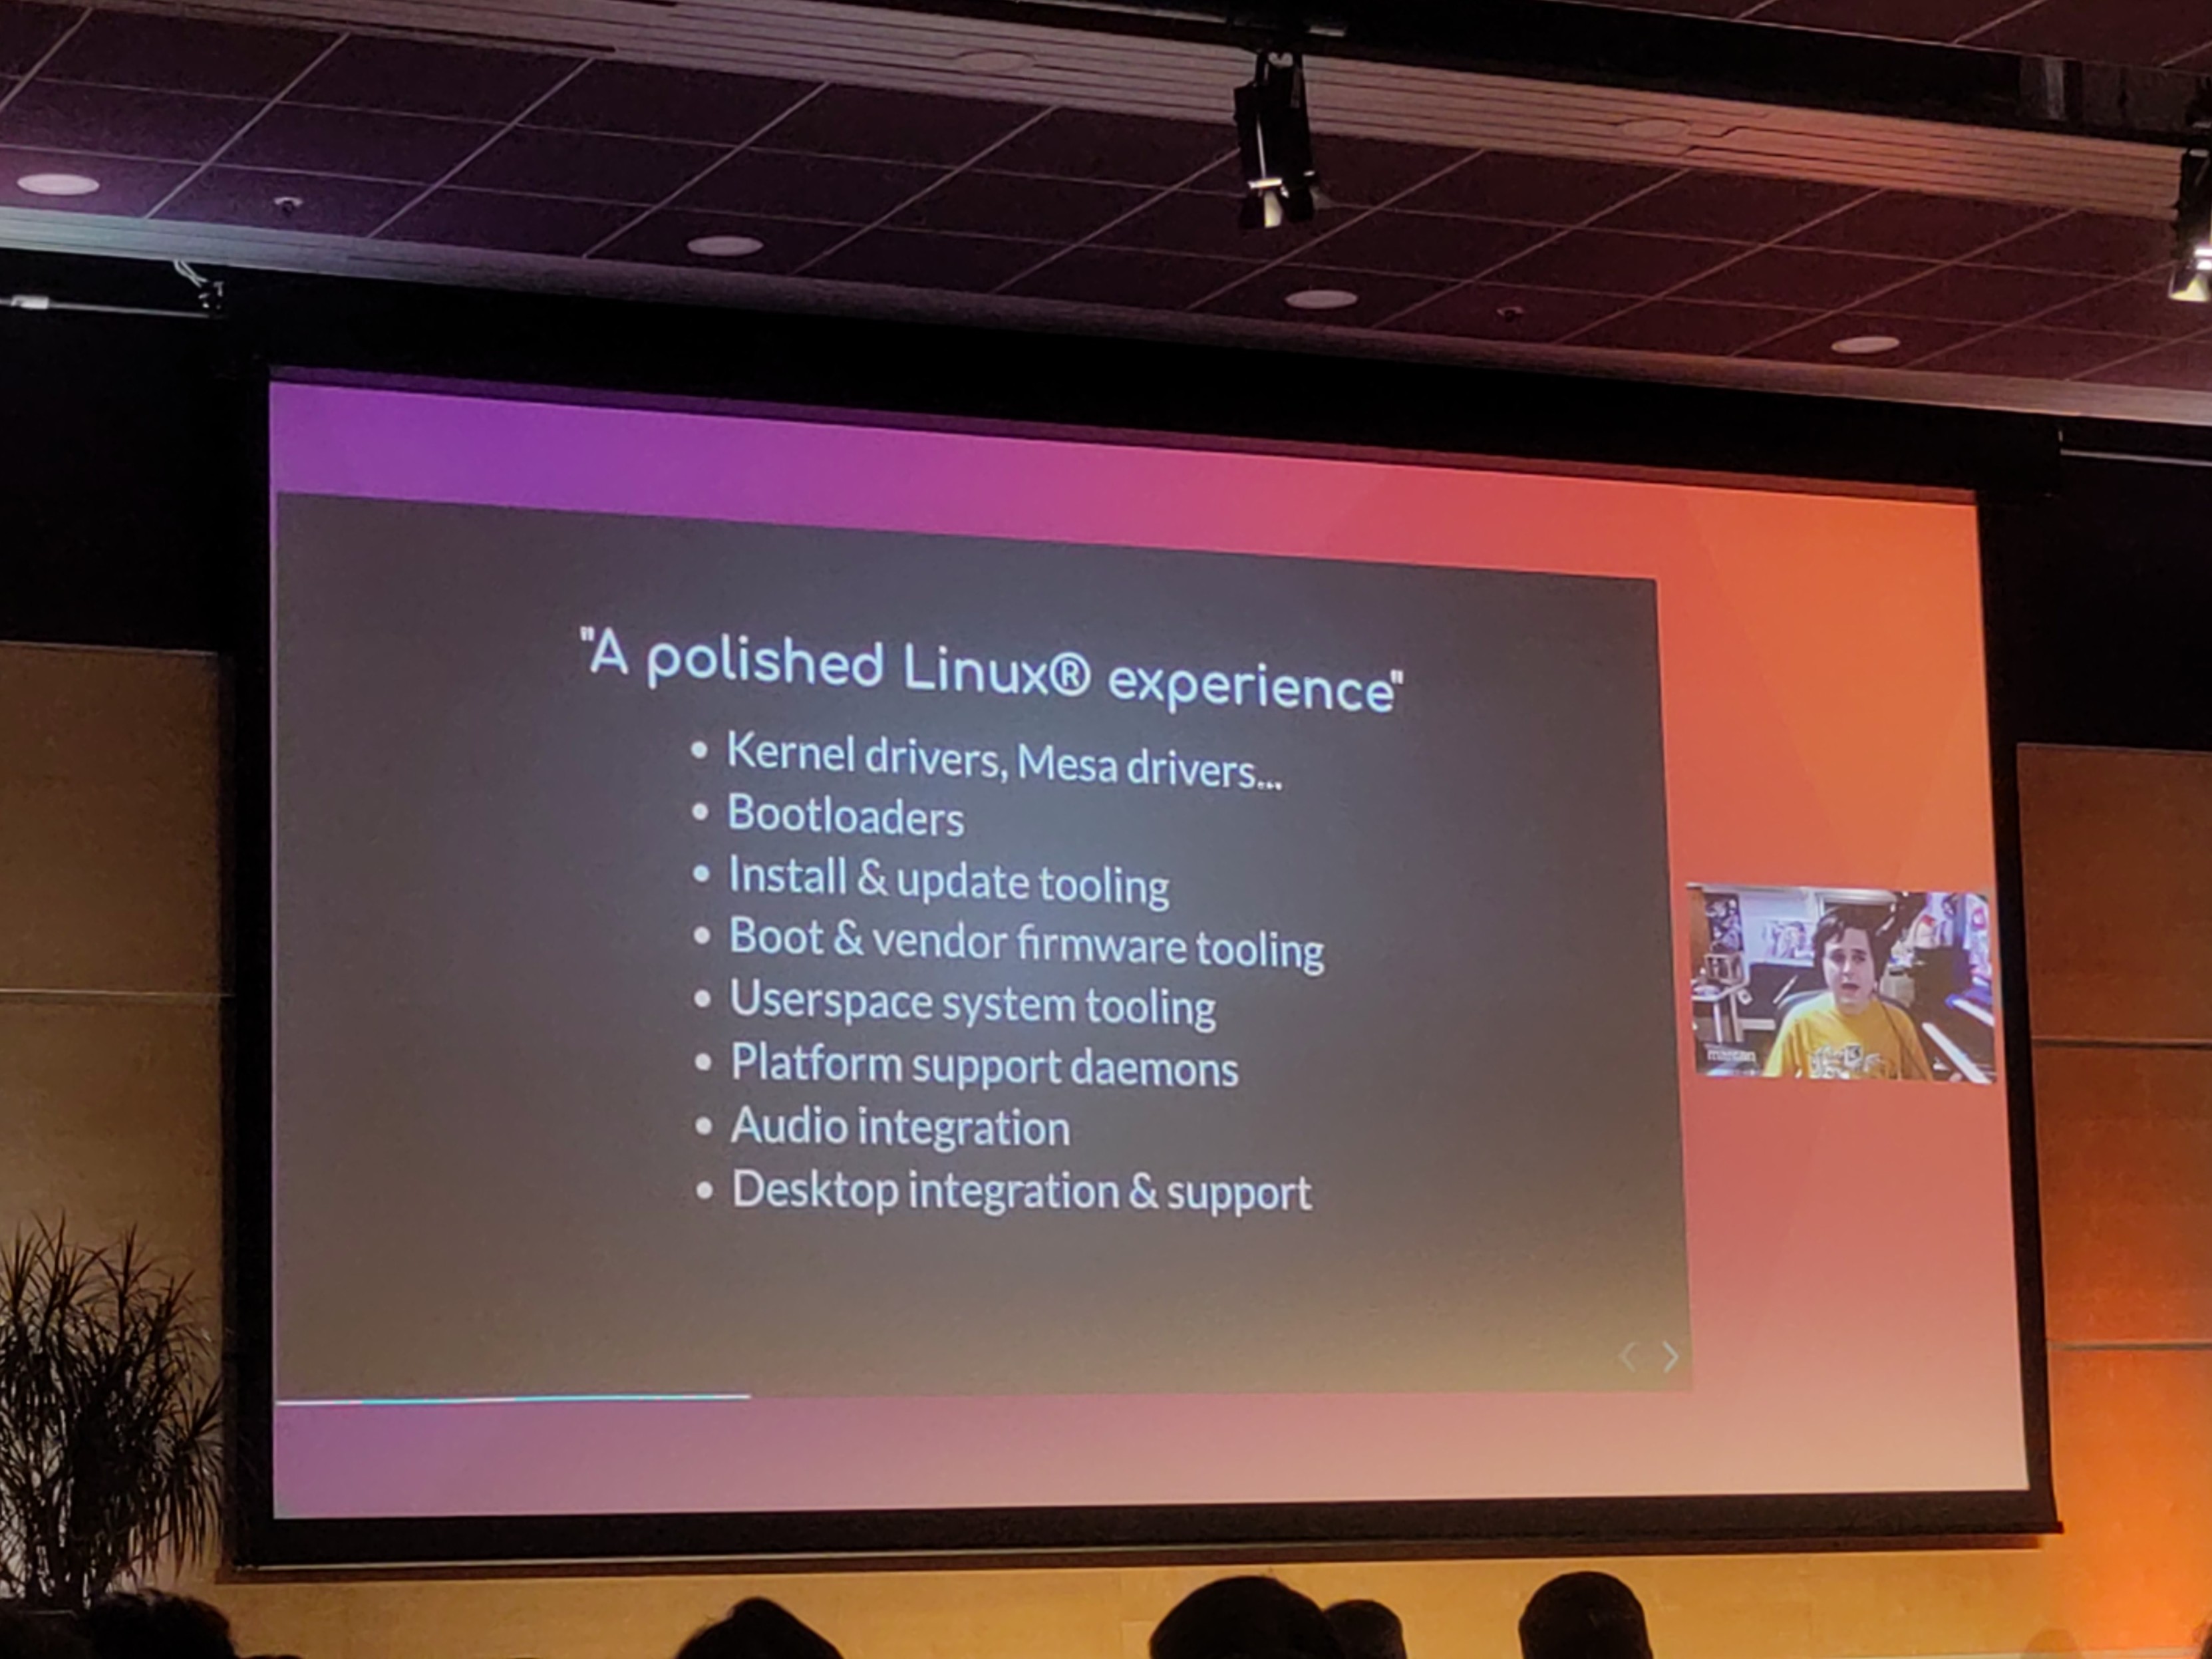 "A polished Linux® experience"
• Kernel drivers, Mesa drivers...
• Bootloaders
• Install & update tooling
• Boot & vendor firmware tooling
• Userspace system tooling
• Platform support daemons
• Audio integration
• Desktop integration & support